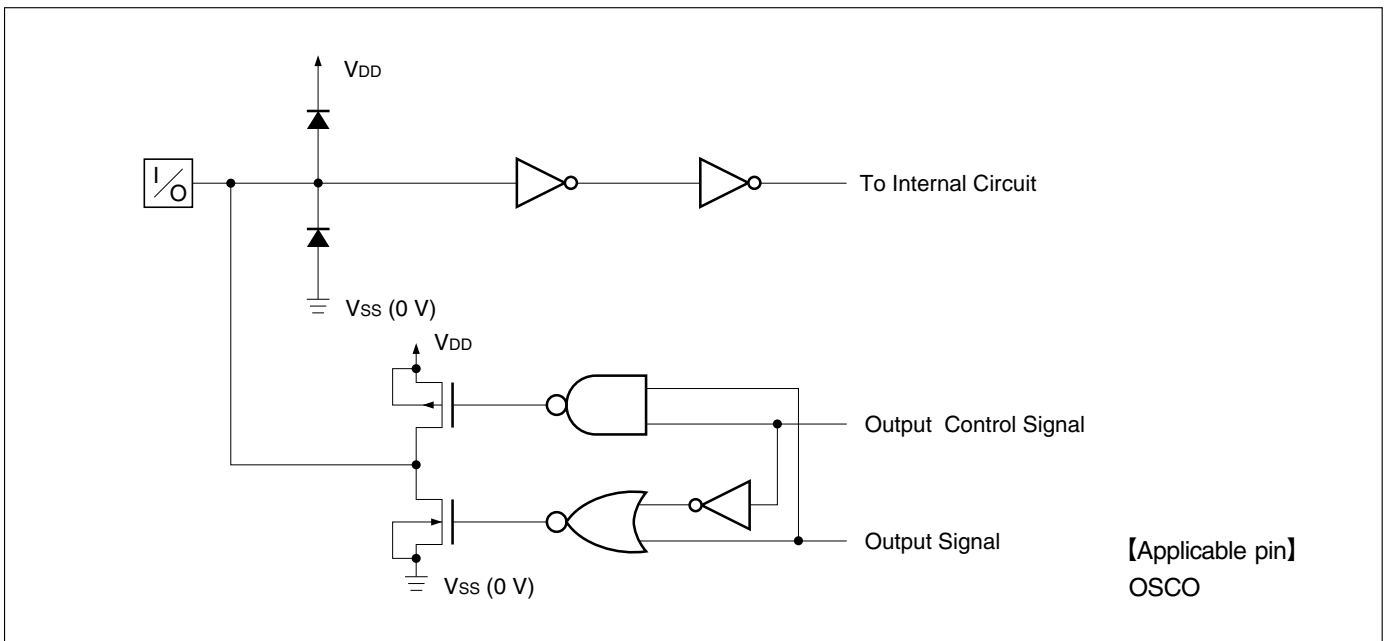 VDD
I/O
To Internal Circuit
VSS (0 V)
VDD
Output Control Signal
Output Signal
VSS (0 V)
【Applicable pin】
OSCO